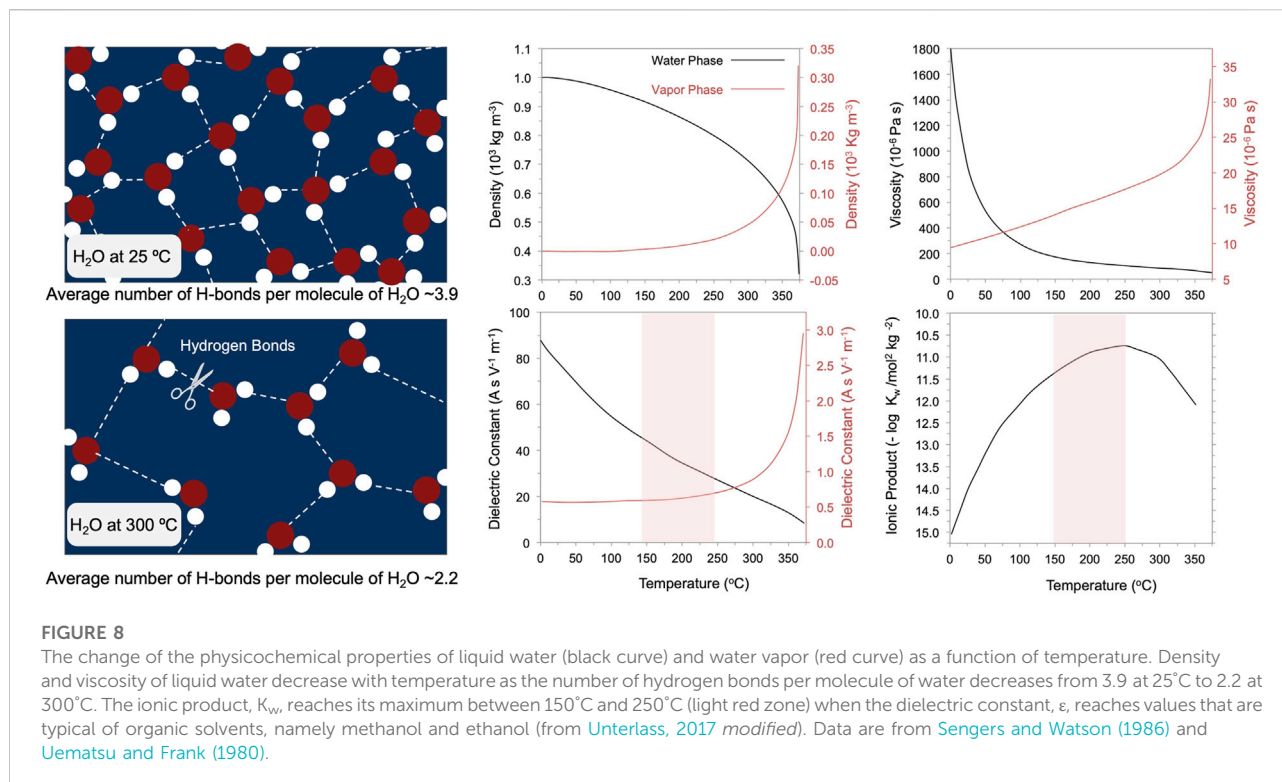 H2O at 25 ºC
Average number of H-bonds per molecule of H2O ~3.9
Hydrogen Bonds
H2O at 300 ºC
Average number of H-bonds per molecule of H2O ~2.2
Density (10³ kg m⁻³)
1.1
1.0
0.9
0.8
0.7
0.6
0.5
0.4
0.3
Water Phase
Vapor Phase
0.35
0.30
0.25
0.20
0.15
0.10
0.05
0.00
-0.05
Density (10³ Kg m⁻³)
0 50 100 150 200 250 300 350
Viscosity (10⁻⁶ Pa s)
1800
1600
1400
1200
1000
800
600
400
200
0
35
30
25
20
15
10
5
Viscosity (10⁻⁶ Pa s)
0 50 100 150 200 250 300 350
Dielectric Constant (A s V⁻¹ m⁻¹)
100
80
60
40
20
0
3.0
2.5
2.0
1.5
1.0
0.5
0.0
Dielectric Constant (A s V⁻¹ m⁻¹)
0 50 100 150 200 250 300 350
Temperature (ºC)
Ionic Product (- log Kw /mol² kg ⁻²)
10.0
10.5
11.0
11.5
12.0
12.5
13.0
13.5
14.0
14.5
15.0
0 50 100 150 200 250 300 350
Temperature (ºC)
FIGURE 8
The change of the physicochemical properties of liquid water (black curve) and water vapor (red curve) as a function of temperature. Density
and viscosity of liquid water decrease with temperature as the number of hydrogen bonds per molecule of water decreases from 3.9 at 25°C to 2.2 at
300°C. The ionic product, Kw, reaches its maximum between 150°C and 250°C (light red zone) when the dielectric constant, ε, reaches values that are
typical of organic solvents, namely methanol and ethanol (from Unterlass, 2017 modified). Data are from Sengers and Watson (1986) and
Uematsu and Frank (1980).